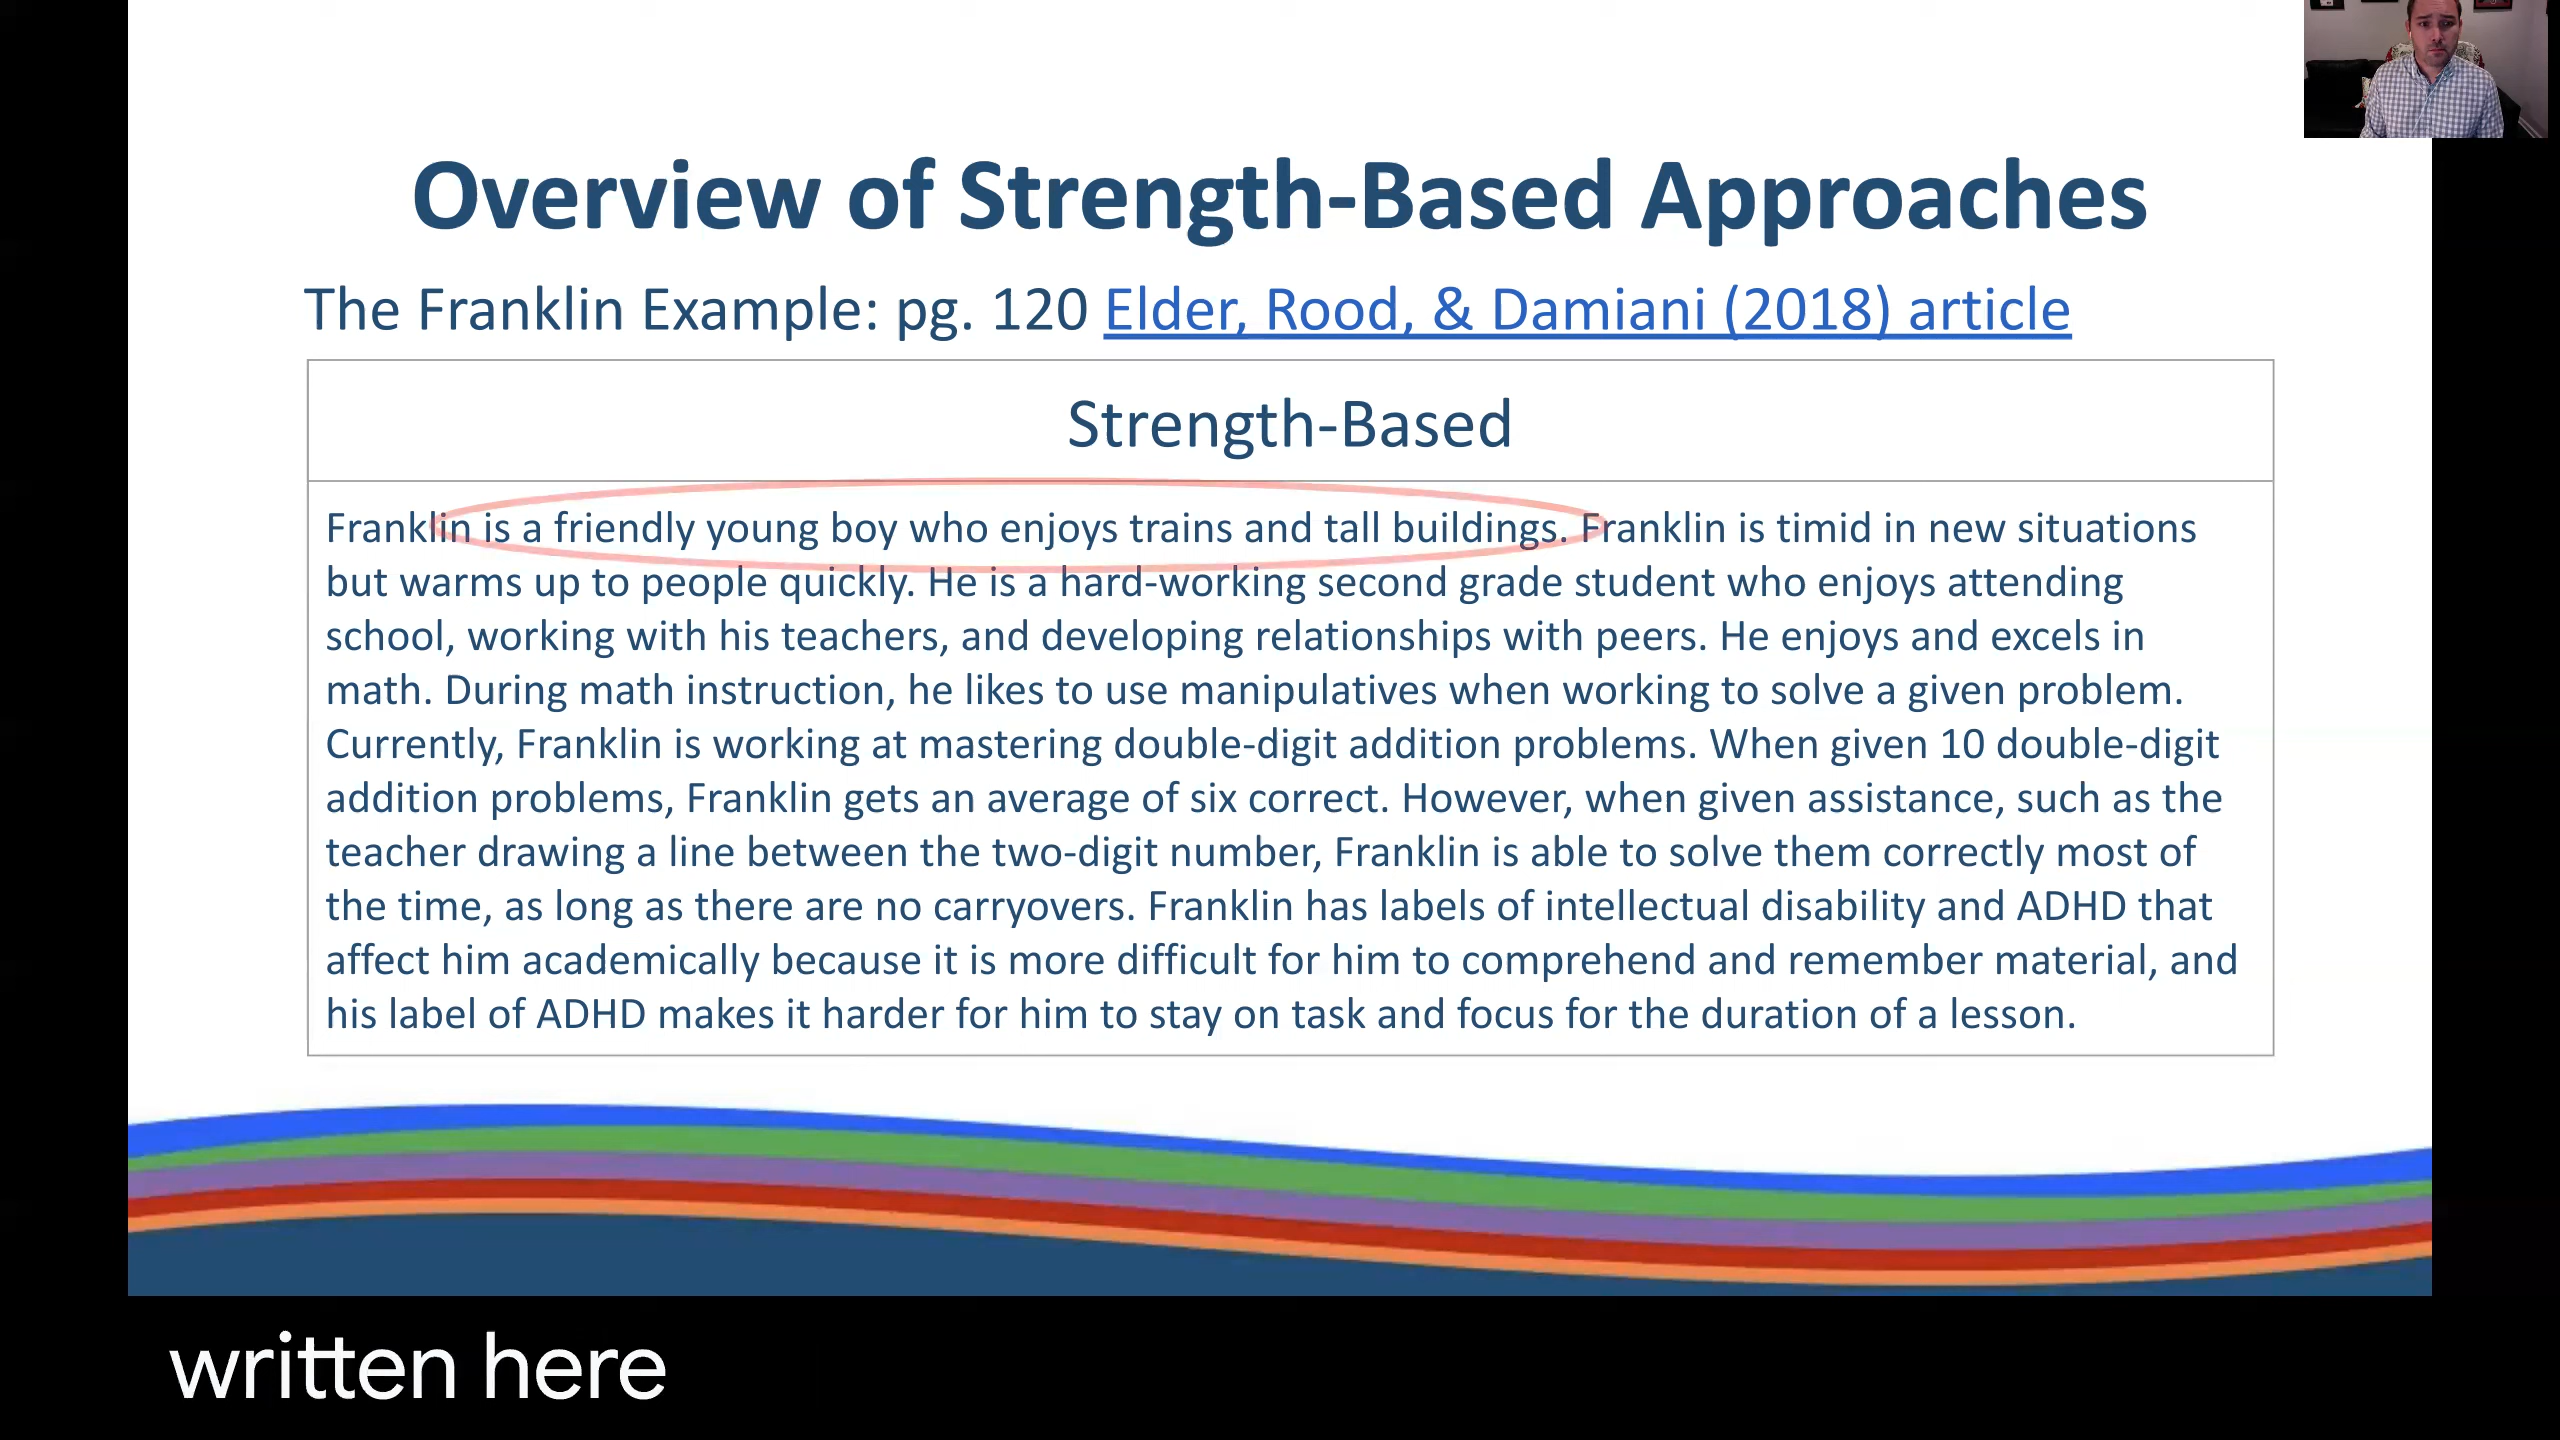 Overview of Strength-Based Approaches
The Franklin Example: pg. 120 Elder, Rood, & Damiani (2018) article
Strength-Based
Franklin is a friendly young boy who enjoys trains and tall buildings. Franklin is timid in new situations
but warms up to people quickly. He is a hard-working second grade student who enjoys attending
school, working with his teachers, and developing relationships with peers. He enjoys and excels in
math. During math instruction, he likes to use manipulatives when working to solve a given problem.
Currently, Franklin is working at mastering double-digit addition problems. When given 10 double-digit
addition problems, Franklin gets an average of six correct. However, when given assistance, such as the
teacher drawing a line between the two-digit number, Franklin is able to solve them correctly most of
the time, as long as there are no carryovers. Franklin has labels of intellectual disability and ADHD that
affect him academically because it is more difficult for him to comprehend and remember material, and
his label of ADHD makes it harder for him to stay on task and focus for the duration of a lesson.
written here